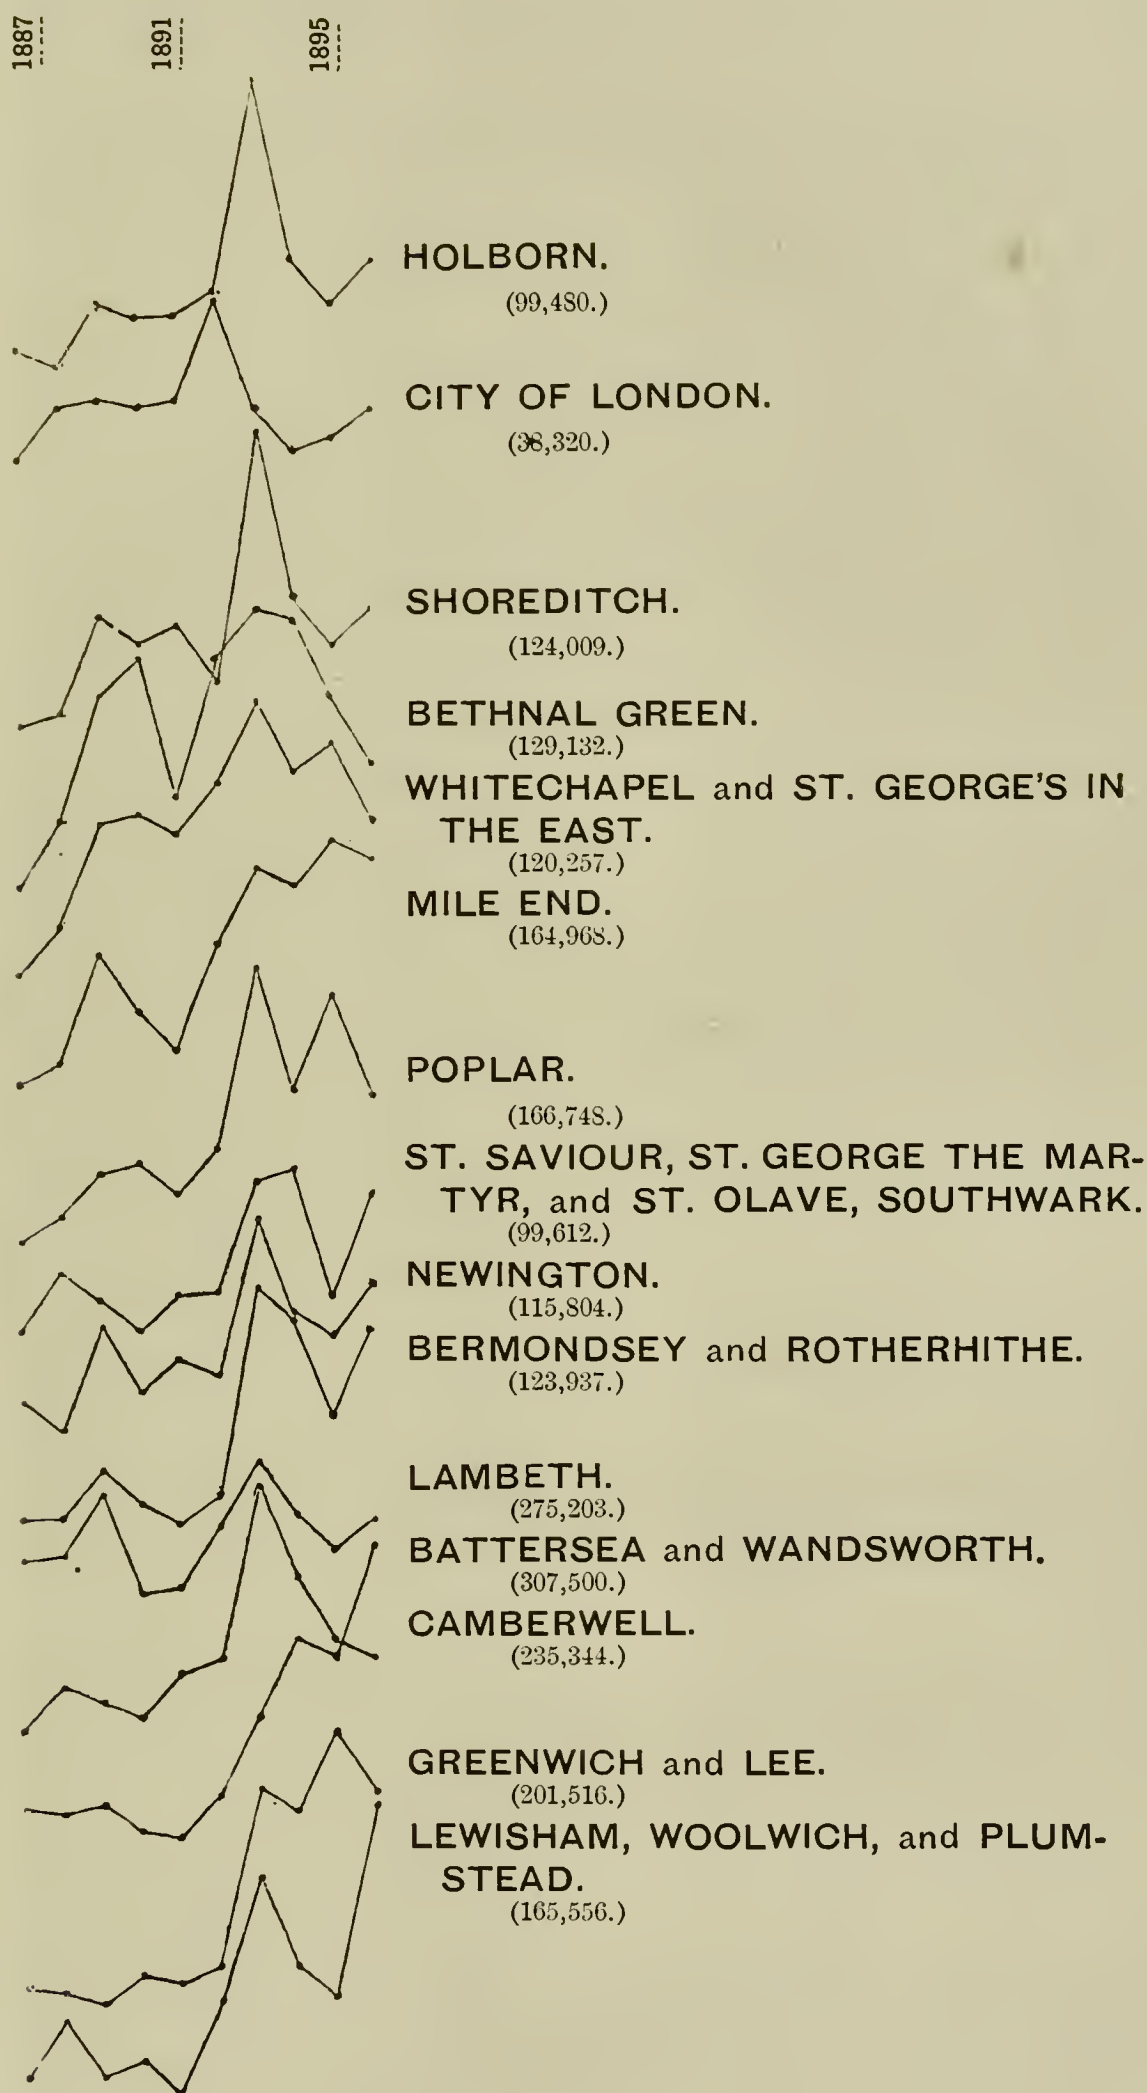 1887
1891
1895
HOLBORN.
(99,480.)
CITY OF LONDON.
(38,320.)
SHOREDITCH.
(124,009.)
BETHNAL GREEN.
(129,132.)
WHITECHAPEL and ST. GEORGE'S IN
THE EAST.
(120,257.)
MILE END.
(164,968.)
POPLAR.
(166,748.)
ST. SAVIOUR, ST. GEORGE THE MAR-
TYR, and ST. OLAVE, SOUTHWARK.
(99,612.)
NEWINGTON.
(115,804.)
BERMONDSEY and ROTHERHITHE.
(123,937.)
LAMBETH.
(275,203.)
BATTERSEA and WANDSWORTH.
(307,500.)
CAMBERWELL.
(235,344.)
GREENWICH and LEE.
(201,516.)
LEWISHAM, WOOLWICH, and PLUM-
STEAD.
(165,556.)